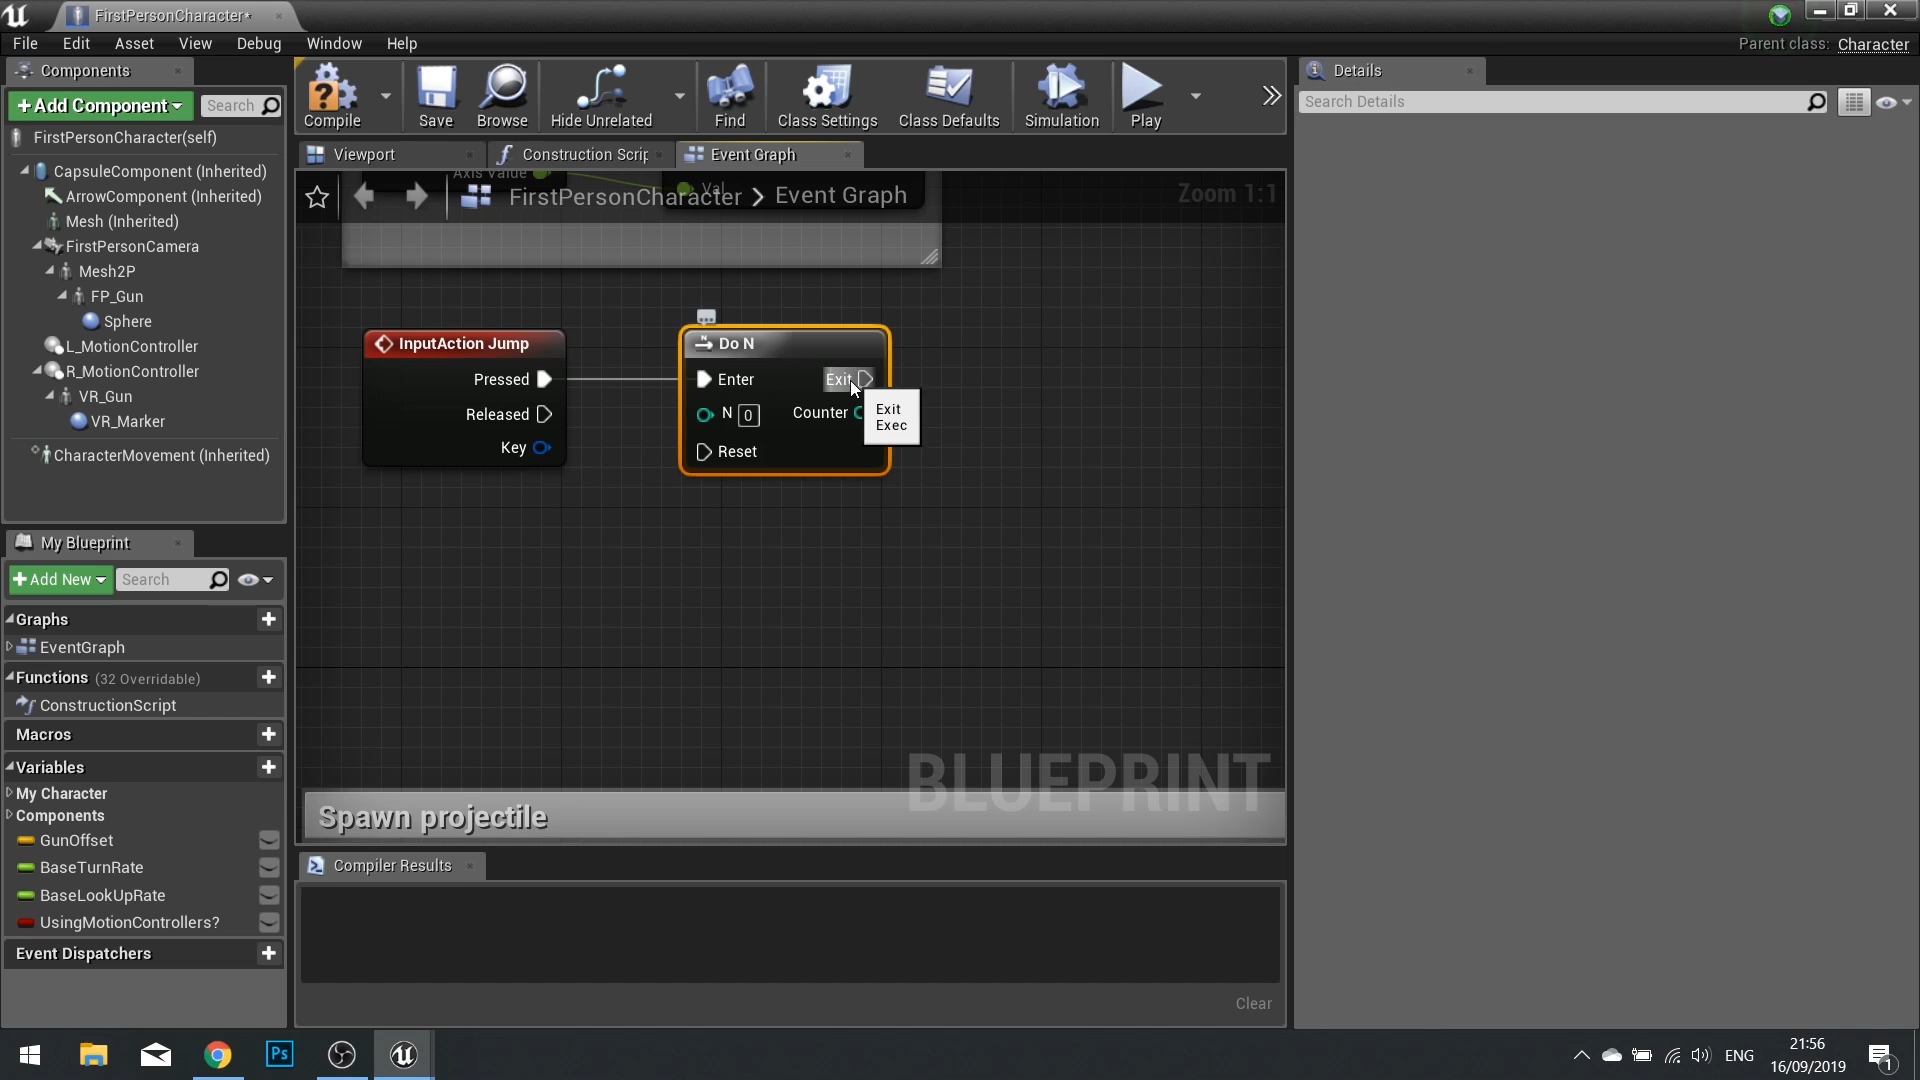 FirstPersonCharacter*
File Edit Asset View Debug Window Help
Parent class: Character
Components
+Add Component
Search
FirstPersonCharacter(self)
CapsuleComponent (Inherited)
ArrowComponent (Inherited)
Mesh (Inherited)
FirstPersonCamera
Mesh2P
FP_Gun
Sphere
L_MotionController
R_MotionController
VR_Gun
VR_Marker
CharacterMovement (Inherited)
My Blueprint
+Add New
Search
Graphs
EventGraph
Functions (32 Overridable)
ConstructionScript
Macros
Variables
My Character
Components
GunOffset
BaseTurnRate
BaseLookUpRate
UsingMotionControllers?
Event Dispatchers
Compile
Save
Browse
Hide Unrelated
Find
Class Settings
Class Defaults
Simulation
Play
Viewport
Construction Scrip
Event Graph
Axis Value
Val
FirstPersonCharacter > Event Graph
Zoom 1:1
InputAction Jump
Pressed
Released
Key
Do N
Enter
Exit
N 0
Counter
Reset
Exit
Exec
BLUEPRINT
Spawn projectile
Compiler Results
Clear
Details
Search Details
Ps
ENG
21:56
16/09/2019
1